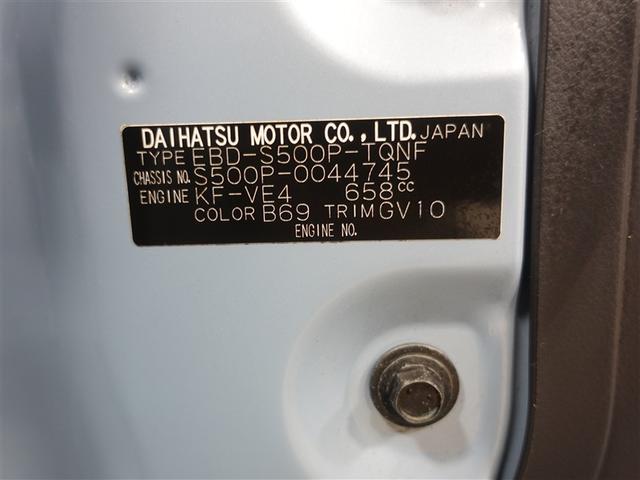 DAIHATSU MOTOR CO., LTD. JAPAN
TYPE EBD-S500P-TQNF
CHASSIS NO. S500P-0044745
ENGINE KF-VE4 658cc
COLOR B69 TRIM GV10
ENGINE NO.